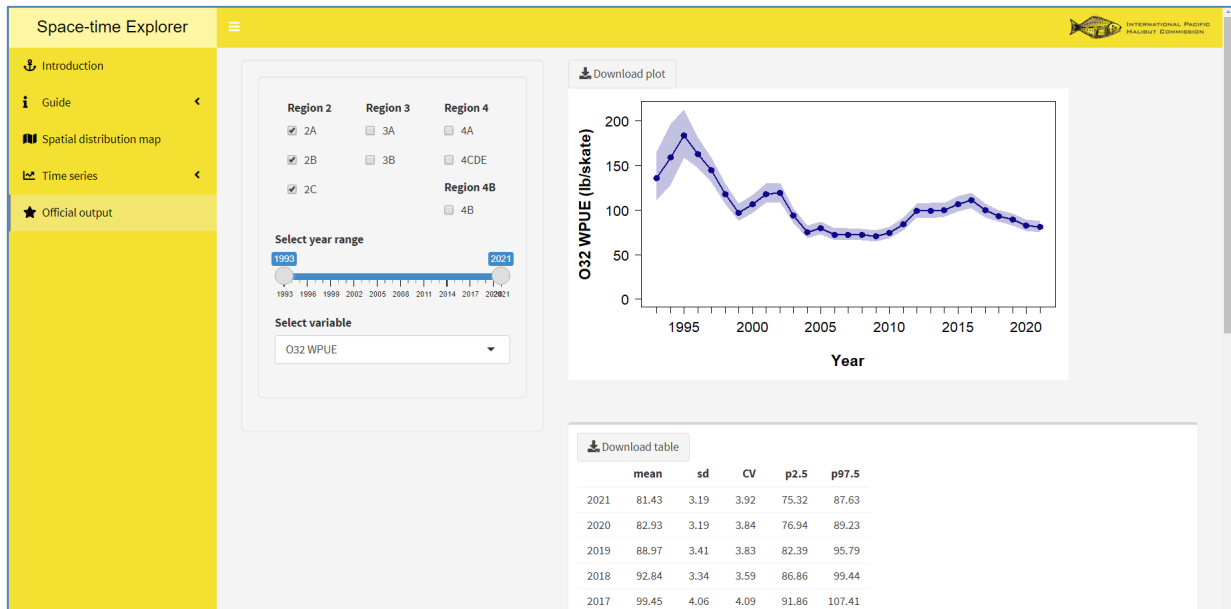 Space-time Explorer
INTERNATIONAL PACIFIC
HALIBUT COMMISSION
Introduction
Guide
Spatial distribution map
Time series
Official output
Region 2 Region 3 Region 4
2A 3A 4A
2B 3B 4CDE
2C Region 4B
4B
Select year range
1993 2021
1993 1996 1999 2002 2005 2008 2011 2014 2017 2021
Select variable
O32 WPUE
Download plot
O32 WPUE (lb/skate)
200
150
100
50
0
1995 2000 2005 2010 2015 2020
Year
Download table
mean sd CV p2.5 p97.5
2021 81.43 3.19 3.92 75.32 87.63
2020 82.93 3.19 3.84 76.94 89.23
2019 88.97 3.41 3.83 82.39 95.79
2018 92.84 3.34 3.59 86.86 99.44
2017 99.45 4.06 4.09 91.86 107.41